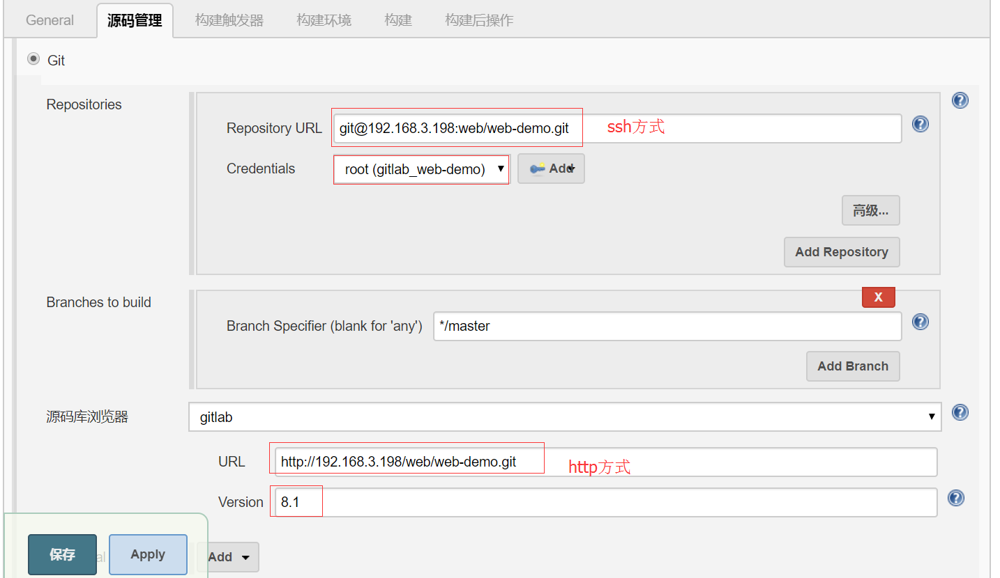 General 源码管理 构建触发器 构建环境 构建 构建后操作
Git
Repositories
Repository URL git@192.168.3.198:web/web-demo.git ssh方式
Credentials root (gitlab_web-demo) Add
高级...
Add Repository
Branches to build
X
Branch Specifier (blank for 'any') */master
Add Branch
源码库浏览器 gitlab
URL http://192.168.3.198/web/web-demo.git http方式
Version 8.1
保存 Apply Add